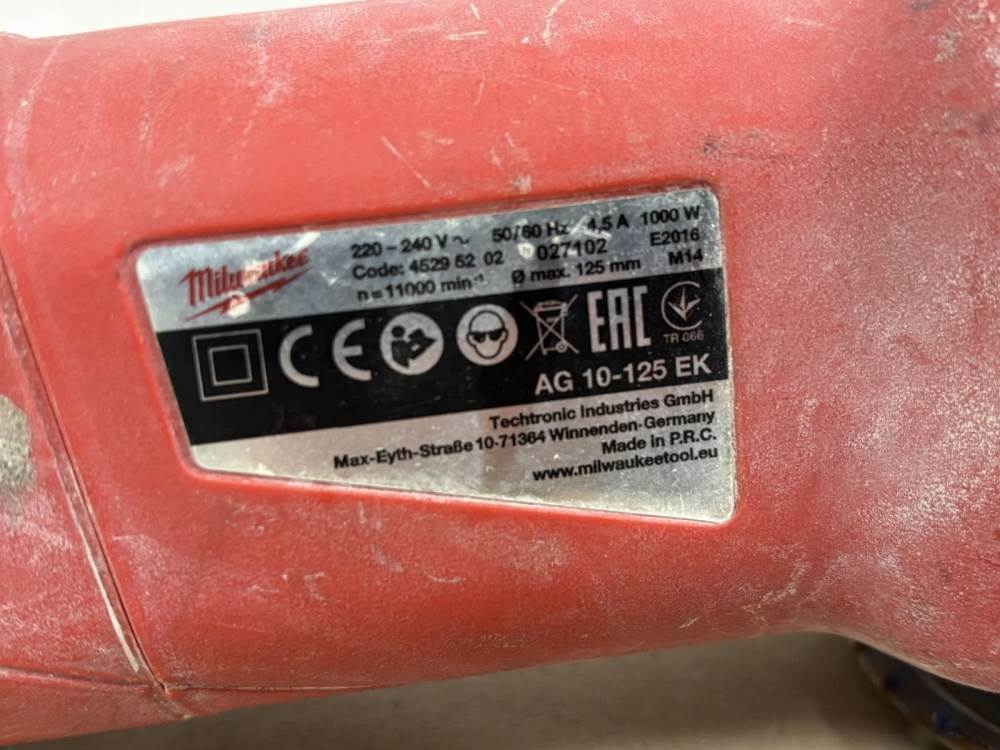 Milwaukee
220 – 240 V ~ 50/60 Hz 4,5 A 1000 W
Code: 4529 52 02 027102 E2016
n = 11000 min⁻¹ Ø max. 125 mm M14
CE EAC
TR 066
AG 10-125 EK
Techtronic Industries GmbH
Max-Eyth-Straße 10-71364 Winnenden-Germany
Made in P.R.C.
www.milwaukeetool.eu